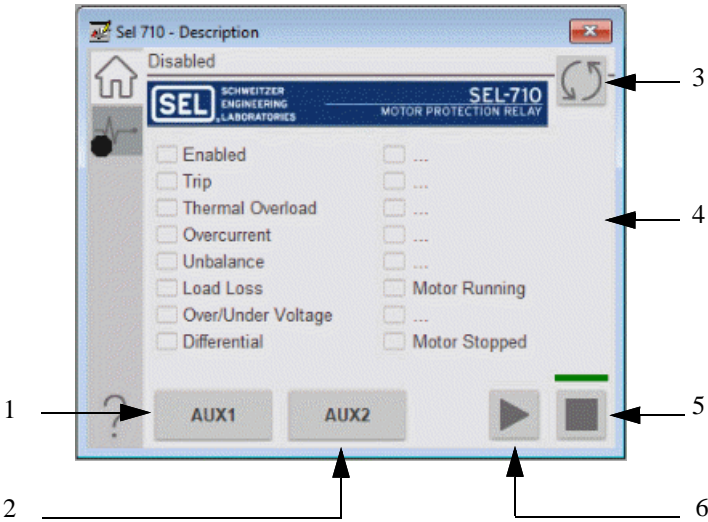 Sel 710 - Description
Disabled
3
SEL SCHWEITZER
ENGINEERING
LABORATORIES
SEL-710
MOTOR PROTECTION RELAY
Enabled
...
Trip
...
Thermal Overload
...
4
Overcurrent
...
Unbalance
...
Load Loss
Motor Running
Over/Under Voltage
...
Differential
Motor Stopped
1
?
AUX1
AUX2
5
2
6